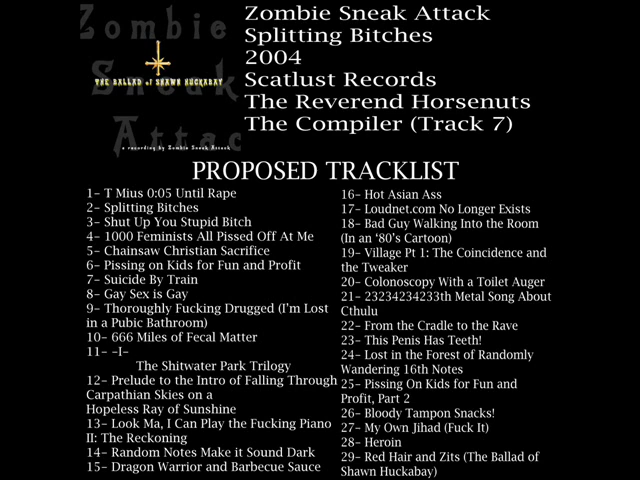 Zombie
Sneak
Attac
THE BALLAD of SHAWN HUCKABAY
a recording by Zombie Sneak Attack
Zombie Sneak Attack
Splitting Bitches
2004
Scatlust Records
The Reverend Horsenuts
The Compiler (Track 7)
PROPOSED TRACKLIST
1- T Mius 0:05 Until Rape
2- Splitting Bitches
3- Shut Up You Stupid Bitch
4- 1000 Feminists All Pissed Off At Me
5- Chainsaw Christian Sacrifice
6- Pissing on Kids for Fun and Profit
7- Suicide By Train
8- Gay Sex is Gay
9- Thoroughly Fucking Drugged (I'm Lost
in a Pubic Bathroom)
10- 666 Miles of Fecal Matter
11- -I-
The Shitwater Park Trilogy
12- Prelude to the Intro of Falling Through
Carpathian Skies on a
Hopeless Ray of Sunshine
13- Look Ma, I Can Play the Fucking Piano
II: The Reckoning
14- Random Notes Make it Sound Dark
15- Dragon Warrior and Barbecue Sauce
16- Hot Asian Ass
17- Loudnet.com No Longer Exists
18- Bad Guy Walking Into the Room
(In an ‘80’s Cartoon)
19- Village Pt 1: The Coincidence and
the Tweaker
20- Colonoscopy With a Toilet Auger
21- 23234234233th Metal Song About
Cthulu
22- From the Cradle to the Rave
23- This Penis Has Teeth!
24- Lost in the Forest of Randomly
Wandering 16th Notes
25- Pissing On Kids for Fun and
Profit, Part 2
26- Bloody Tampon Snacks!
27- My Own Jihad (Fuck It)
28- Heroin
29- Red Hair and Zits (The Ballad of
Shawn Huckabay)